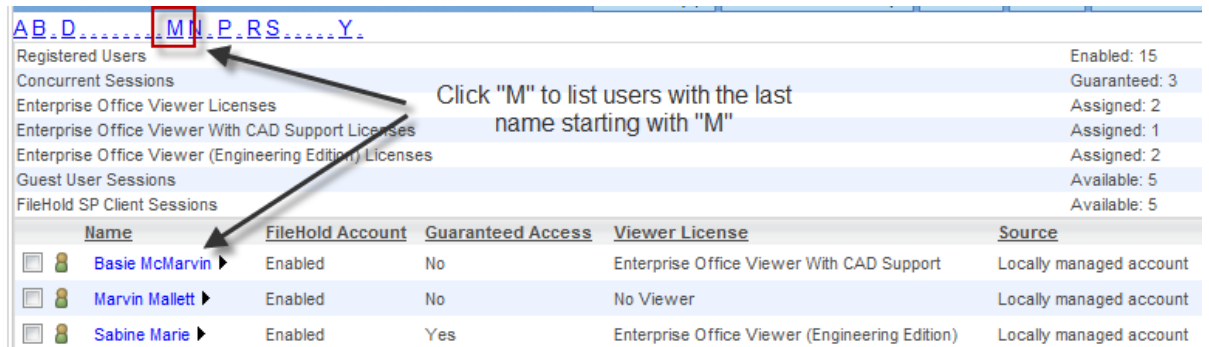 A B . D . . . . . . . . M N . P . R S . . . . . Y .
Registered Users Enabled: 15
Concurrent Sessions Guaranteed: 3
Enterprise Office Viewer Licenses Assigned: 2
Enterprise Office Viewer With CAD Support Licenses Assigned: 1
Enterprise Office Viewer (Engineering Edition) Licenses Assigned: 2
Guest User Sessions Available: 5
FileHold SP Client Sessions Available: 5
Click "M" to list users with the last
name starting with "M"
Name FileHold Account Guaranteed Access Viewer License Source
Basie McMarvin Enabled No Enterprise Office Viewer With CAD Support Locally managed account
Marvin Mallett Enabled No No Viewer Locally managed account
Sabine Marie Enabled Yes Enterprise Office Viewer (Engineering Edition) Locally managed account